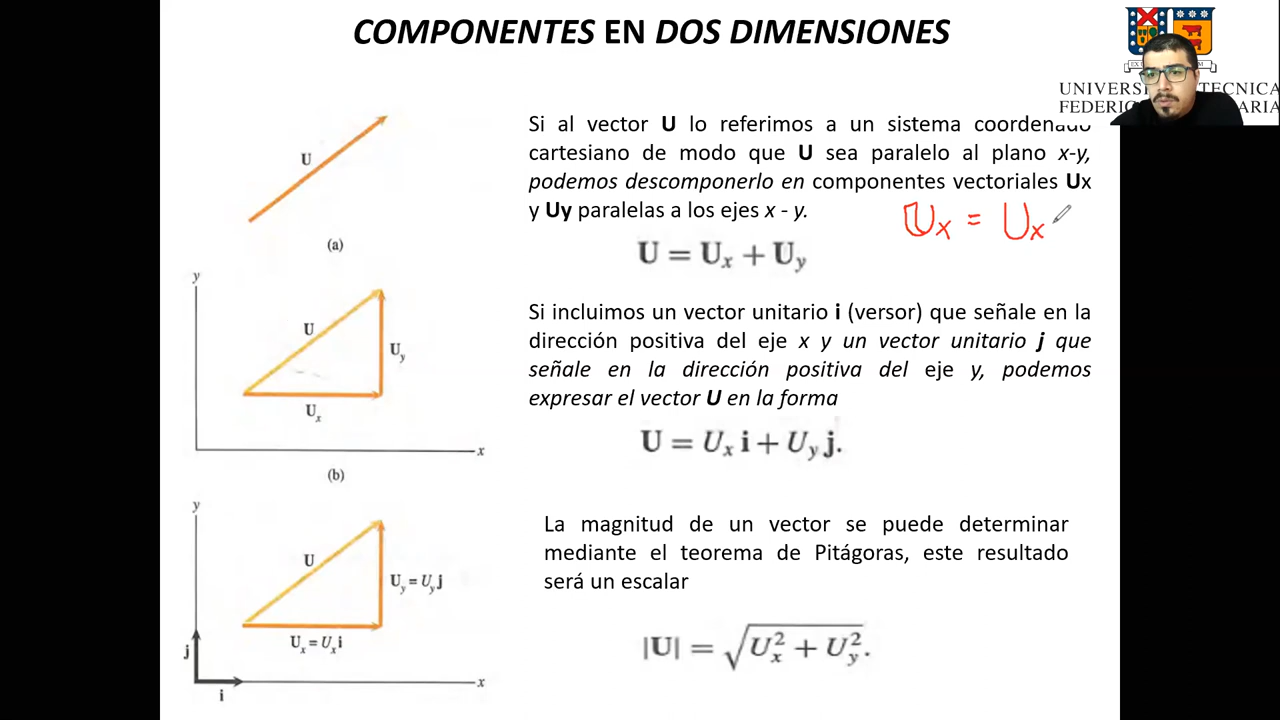 COMPONENTES EN DOS DIMENSIONES
UNIVERSI TECNICA
FEDERIC ARIA
Si al vector U lo referimos a un sistema coordenado
cartesiano de modo que U sea paralelo al plano x-y,
podemos descomponerlo en componentes vectoriales Ux
y Uy paralelas a los ejes x - y.
Ux = Ux
U = Ux + Uy
Si incluimos un vector unitario i (versor) que señale en la
dirección positiva del eje x y un vector unitario j que
señale en la dirección positiva del eje y, podemos
expresar el vector U en la forma
U = Ux i + Uy j.
La magnitud de un vector se puede determinar
mediante el teorema de Pitágoras, este resultado
será un escalar
|U| = √(Ux² + Uy²).
U
(a)
y
U
Uy
Ux
x
(b)
y
U
Uy = Uy j
Ux = Ux i
j
x
i